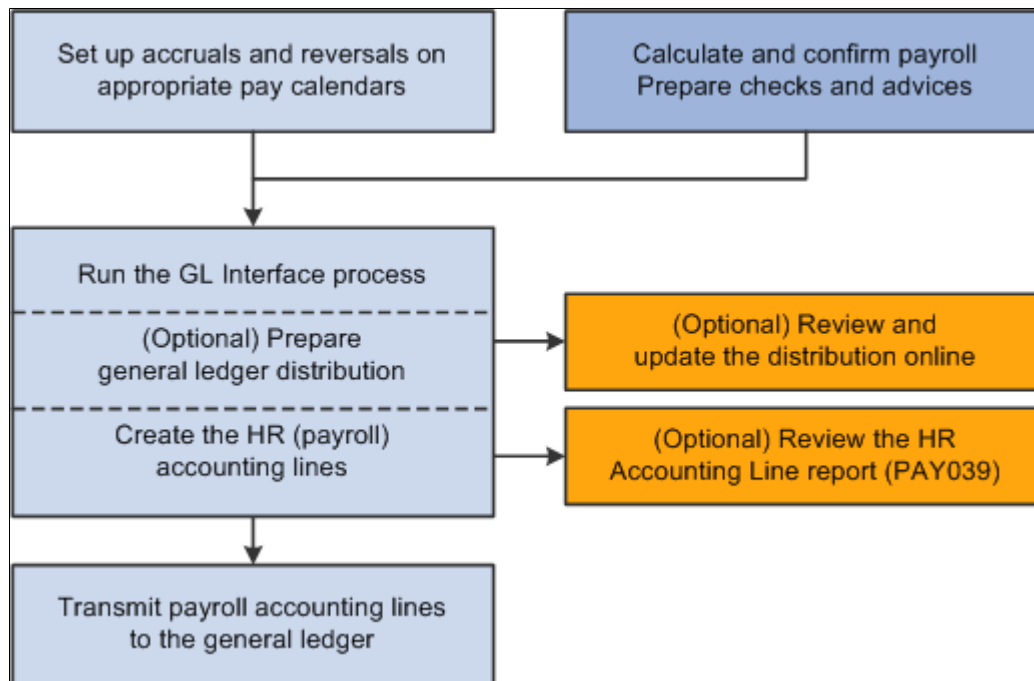 Set up accruals and reversals on
appropriate pay calendars
Calculate and confirm payroll
Prepare checks and advices
Run the GL Interface process
(Optional) Prepare
general ledger distribution
(Optional) Review and
update the distribution online
Create the HR (payroll)
accounting lines
(Optional) Review the HR
Accounting Line report (PAY039)
Transmit payroll accounting lines
to the general ledger